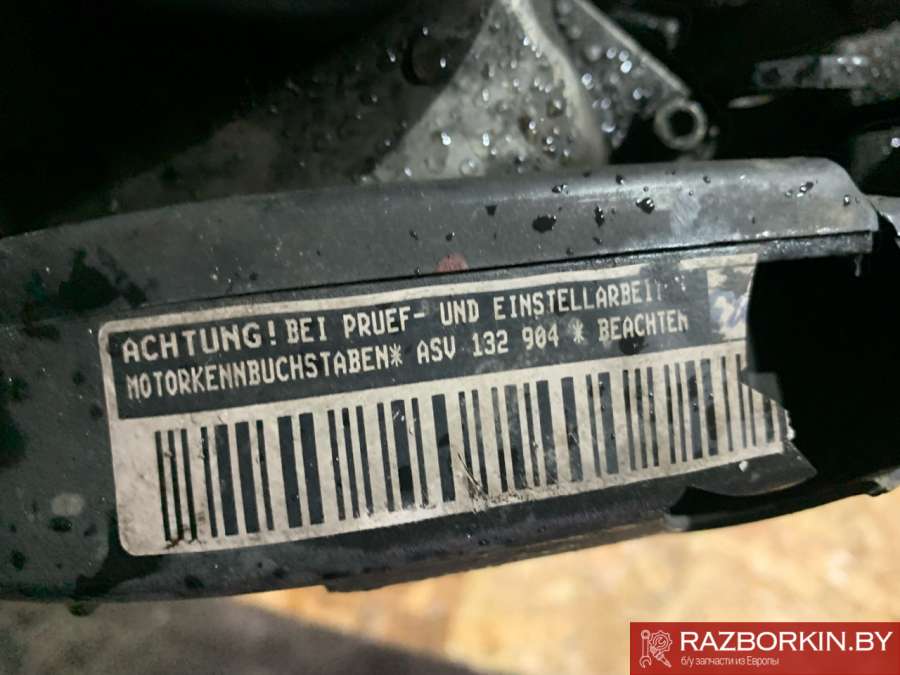 ACHTUNG! BEI PRUEF- UND EINSTELLARBEIT
MOTORKENNBUCHSTABEN* ASV 132 904 * BEACHTEN
RAZBORKIN.BY
б/у запчасти из Европы